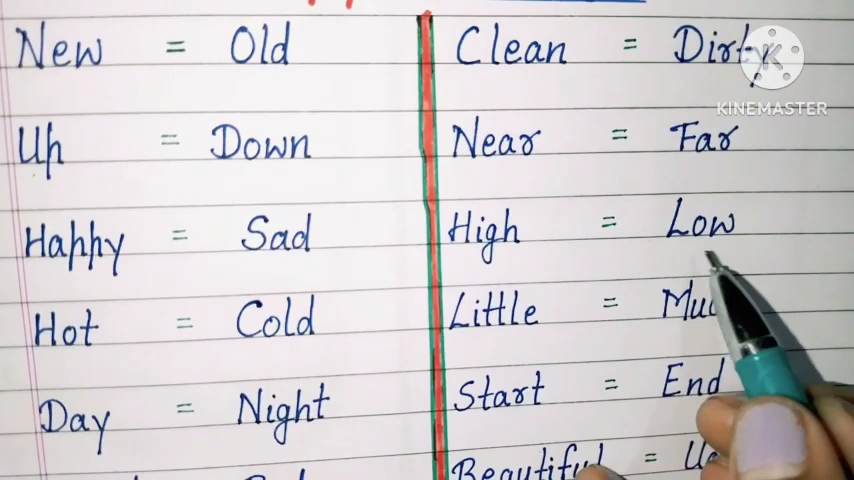 New = Old
Up = Down
Happy = Sad
Hot = Cold
Day = Night
Clean = Dirty
Near = Far
High = Low
Little =
Start = End
Beautiful =
KINEMASTER